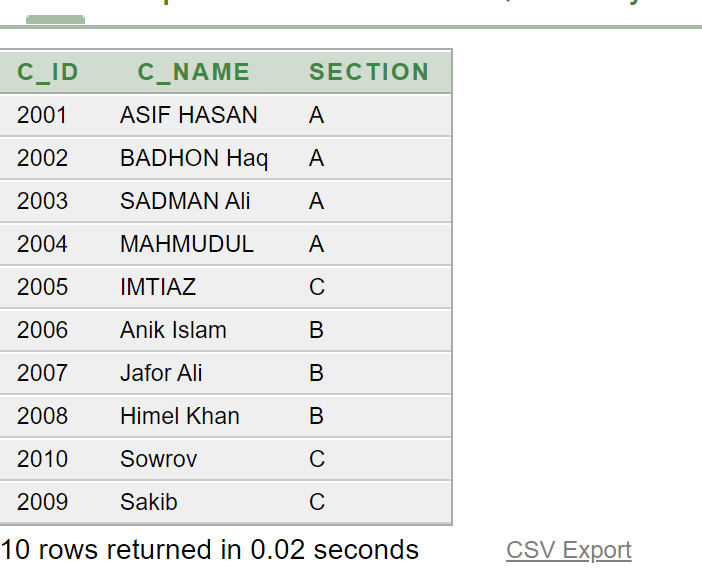 C_ID C_NAME SECTION
2001 ASIF HASAN A
2002 BADHON Haq A
2003 SADMAN Ali A
2004 MAHMUDUL A
2005 IMTIAZ C
2006 Anik Islam B
2007 Jafor Ali B
2008 Himel Khan B
2010 Sowrov C
2009 Sakib C
10 rows returned in 0.02 seconds CSV Export